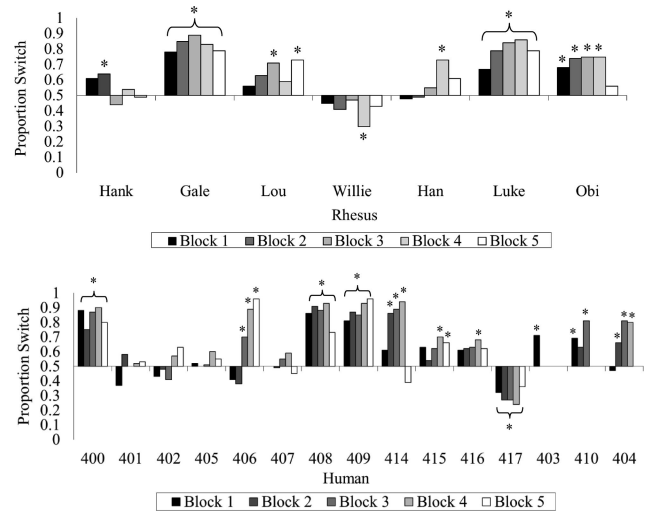 Proportion Switch
1
0.9
0.8
0.7
0.6
0.5
0.4
0.3
0.2
0.1
0
* * * * * * * * * * *
Hank Gale Lou Willie Han Luke Obi
Rhesus
Block 1 Block 2 Block 3 Block 4 Block 5
Proportion Switch
1
0.9
0.8
0.7
0.6
0.5
0.4
0.3
0.2
0.1
0
* * * * * * * * * * * * * * * * * * *
400 401 402 405 406 407 408 409 414 415 416 417 403 410 404
Human
Block 1 Block 2 Block 3 Block 4 Block 5